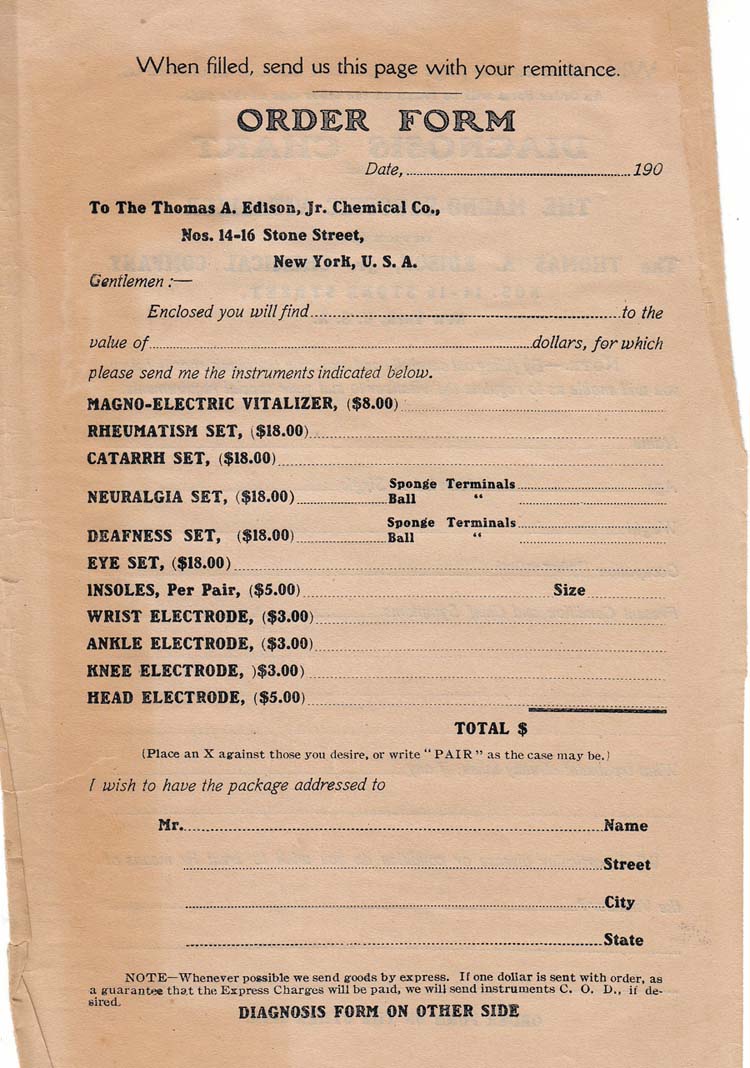 When filled, send us this page with your remittance.
ORDER FORM
Date, 190
To The Thomas A. Edison, Jr. Chemical Co.,
Nos. 14-16 Stone Street,
New York, U. S. A.
Gentlemen :—
Enclosed you will find to the
value of dollars, for which
please send me the instruments indicated below.
MAGNO-ELECTRIC VITALIZER, ($8.00)
RHEUMATISM SET, ($18.00)
CATARRH SET, ($18.00)
NEURALGIA SET, ($18.00) Sponge Terminals
Ball "
DEAFNESS SET, ($18.00) Sponge Terminals
Ball "
EYE SET, ($18.00)
INSOLES, Per Pair, ($5.00) Size
WRIST ELECTRODE, ($3.00)
ANKLE ELECTRODE, ($3.00)
KNEE ELECTRODE, )$3.00)
HEAD ELECTRODE, ($5.00)
TOTAL $
(Place an X against those you desire, or write "PAIR" as the case may be.)
I wish to have the package addressed to
Mr. Name
Street
City
State
NOTE—Whenever possible we send goods by express. If one dollar is sent with order, as
a guarantee that the Express Charges will be paid, we will send instruments C. O. D., if de-
sired.
DIAGNOSIS FORM ON OTHER SIDE